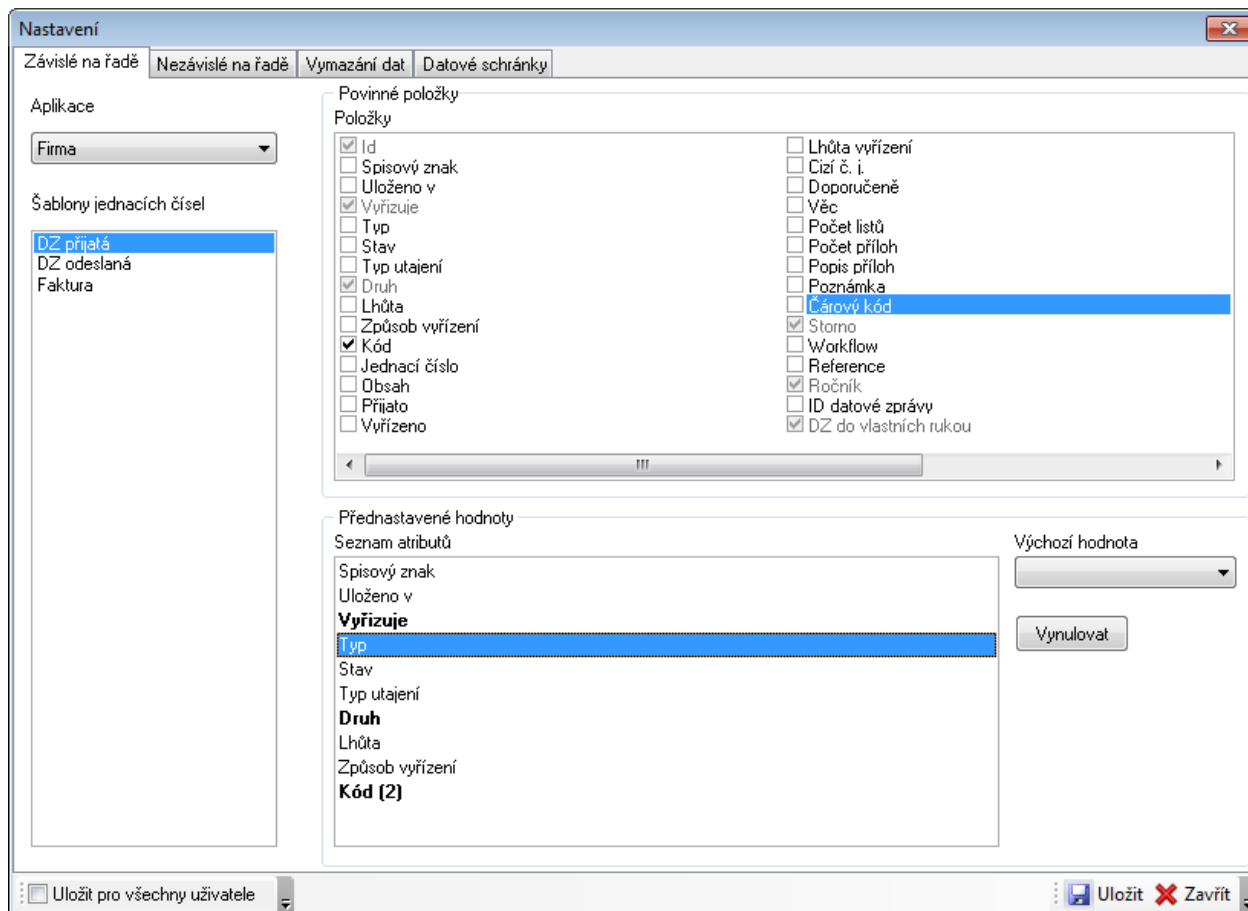 Nastavení
Závislé na řadě
Nezávislé na řadě
Vymazání dat
Datové schránky
Aplikace
Firma
Šablony jednacích čísel
DZ přijatá
DZ odeslaná
Faktura
Povinné položky
Položky
Id
Spisový znak
Uloženo v
Vyřizuje
Typ
Stav
Typ utajení
Druh
Lhůta
Způsob vyřízení
Kód
Jednací číslo
Obsah
Přijato
Vyřízeno
Lhůta vyřízení
Cizí č. j.
Doporučeně
Věc
Počet listů
Počet příloh
Popis příloh
Poznámka
Čárový kód
Storno
Workflow
Reference
Ročník
ID datové zprávy
DZ do vlastních rukou
Přednastavené hodnoty
Seznam atributů
Spisový znak
Uloženo v
Vyřizuje
Typ
Stav
Typ utajení
Druh
Lhůta
Způsob vyřízení
Kód (2)
Výchozí hodnota
Vynulovat
Uložit pro všechny uživatele
Uložit
Zavřít